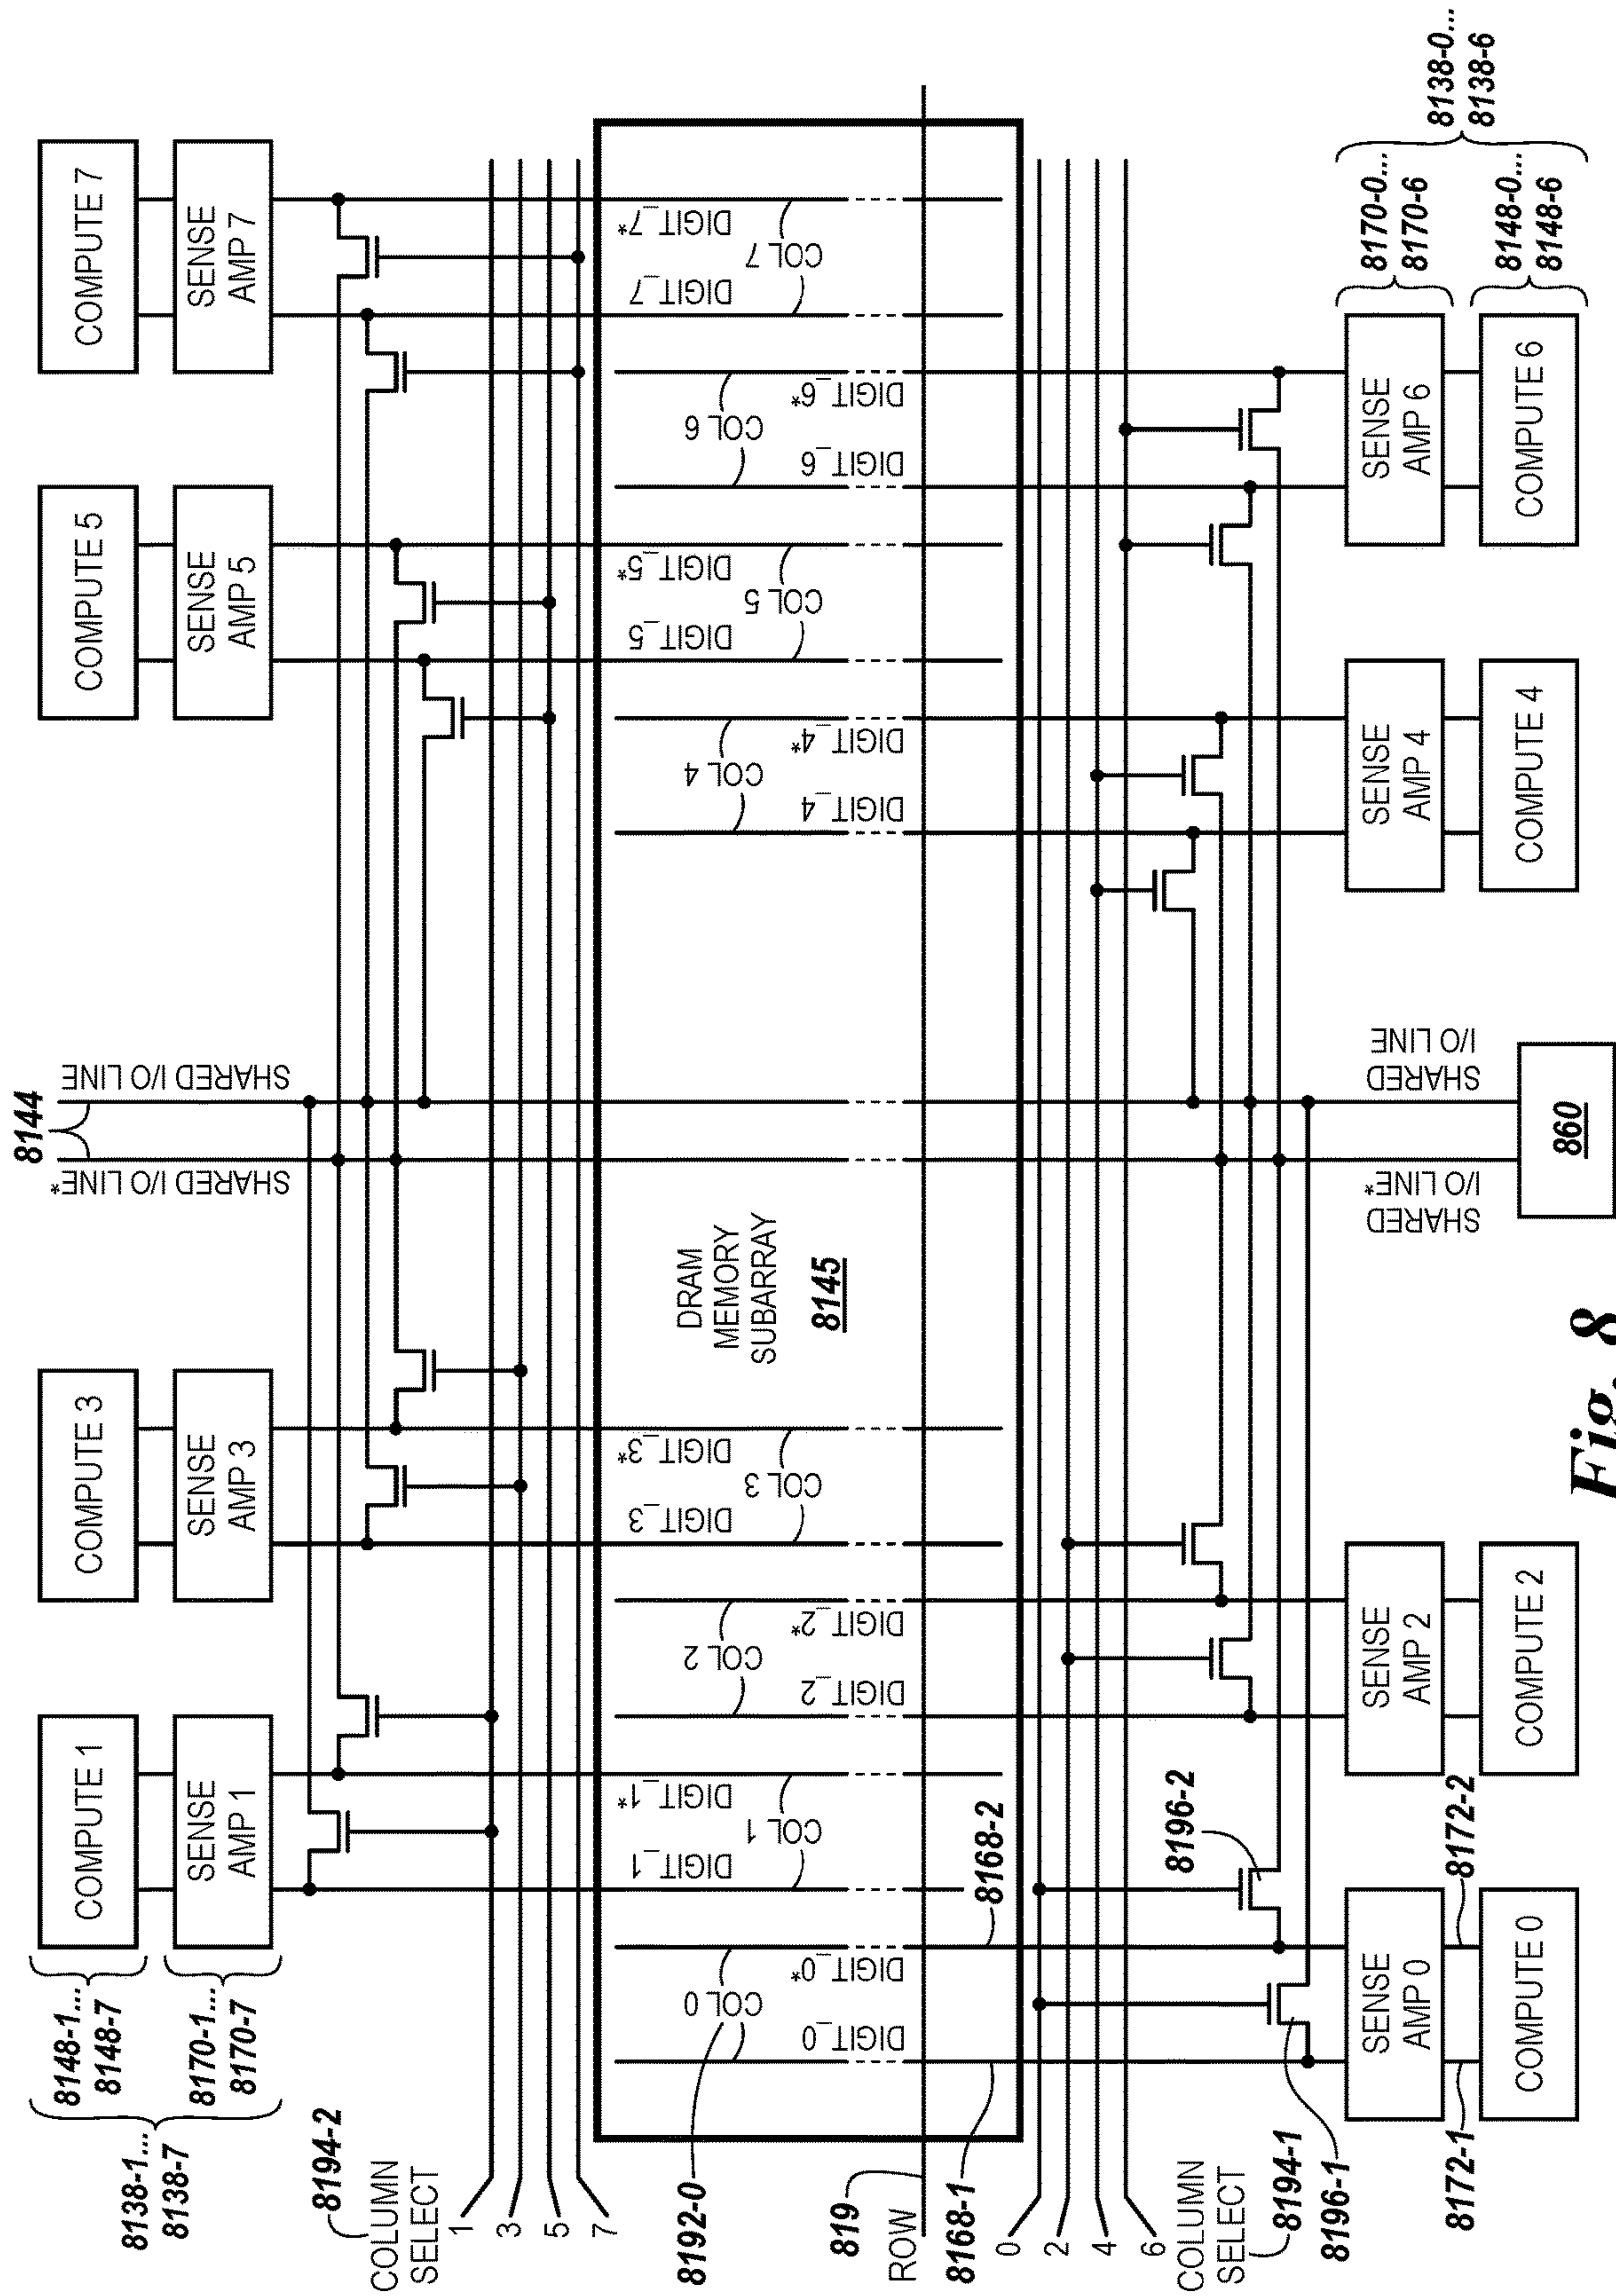 8144
SHARED I/O LINE*
SHARED I/O LINE
8138-1...
8138-7
8148-1...
8148-7
8170-1...
8170-7
COMPUTE 1
SENSE
AMP 1
COMPUTE 3
SENSE
AMP 3
COMPUTE 5
SENSE
AMP 5
COMPUTE 7
SENSE
AMP 7
8194-2
COLUMN
SELECT
1
3
5
7
8192-0
819
ROW
8168-1
DIGIT_0
COL 0
DIGIT_0*
8168-2
DIGIT_1
COL 1
DIGIT_1*
DIGIT_2
COL 2
DIGIT_2*
DIGIT_3
COL 3
DIGIT_3*
DRAM
MEMORY
SUBARRAY
8145
DIGIT_4
COL 4
DIGIT_4*
DIGIT_5
COL 5
DIGIT_5*
DIGIT_6
COL 6
DIGIT_6*
DIGIT_7
COL 7
DIGIT_7*
0
2
4
6
COLUMN
SELECT
8194-1
8196-1
8196-2
8172-1
8172-2
SENSE
AMP 0
COMPUTE 0
SENSE
AMP 2
COMPUTE 2
SHARED
I/O LINE*
SHARED
I/O LINE
860
SENSE
AMP 4
COMPUTE 4
SENSE
AMP 6
COMPUTE 6
8170-0...
8170-6
8148-0...
8148-6
8138-0...
8138-6
Fig. 8